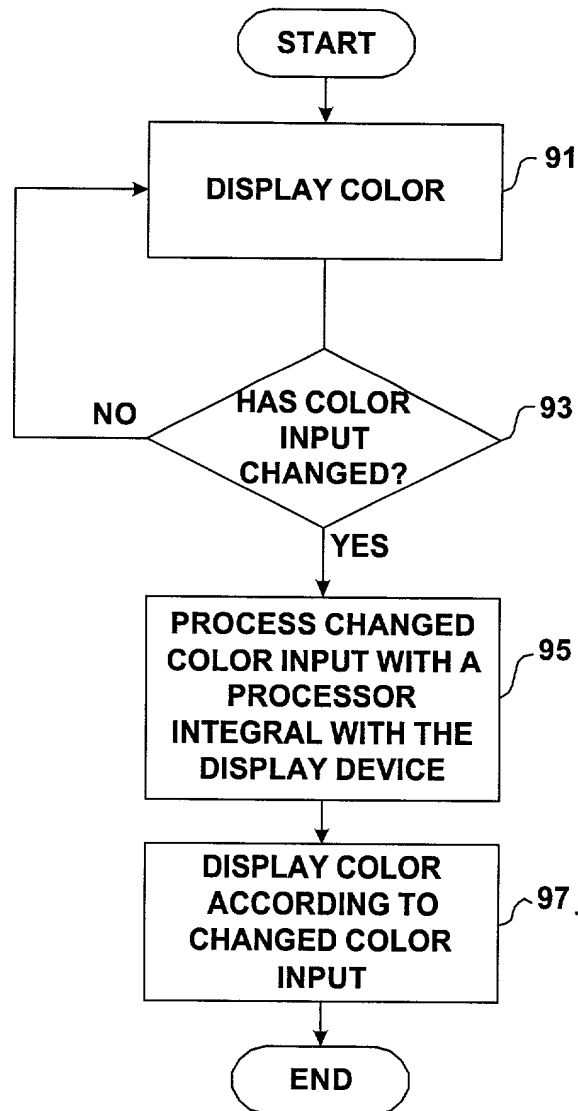 START
DISPLAY COLOR
91
HAS COLOR
INPUT
CHANGED?
93
NO
YES
PROCESS CHANGED
COLOR INPUT WITH A
PROCESSOR
INTEGRAL WITH THE
DISPLAY DEVICE
95
DISPLAY COLOR
ACCORDING TO
CHANGED COLOR
INPUT
97
END